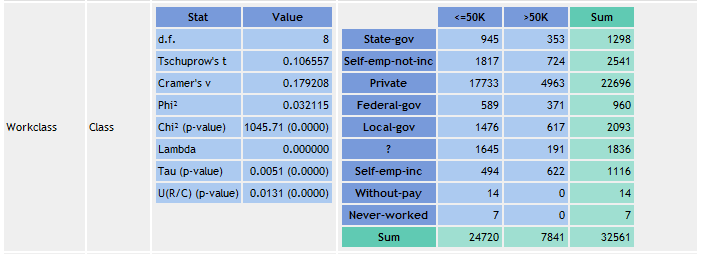 Workclass Class
Stat Value
d.f. 8
Tschuprow's t 0.106557
Cramer's v 0.179208
Phi² 0.032115
Chi² (p-value) 1045.71 (0.0000)
Lambda 0.000000
Tau (p-value) 0.0051 (0.0000)
U(R/C) (p-value) 0.0131 (0.0000)
<=50K >50K Sum
State-gov 945 353 1298
Self-emp-not-inc 1817 724 2541
Private 17733 4963 22696
Federal-gov 589 371 960
Local-gov 1476 617 2093
? 1645 191 1836
Self-emp-inc 494 622 1116
Without-pay 14 0 14
Never-worked 7 0 7
Sum 24720 7841 32561